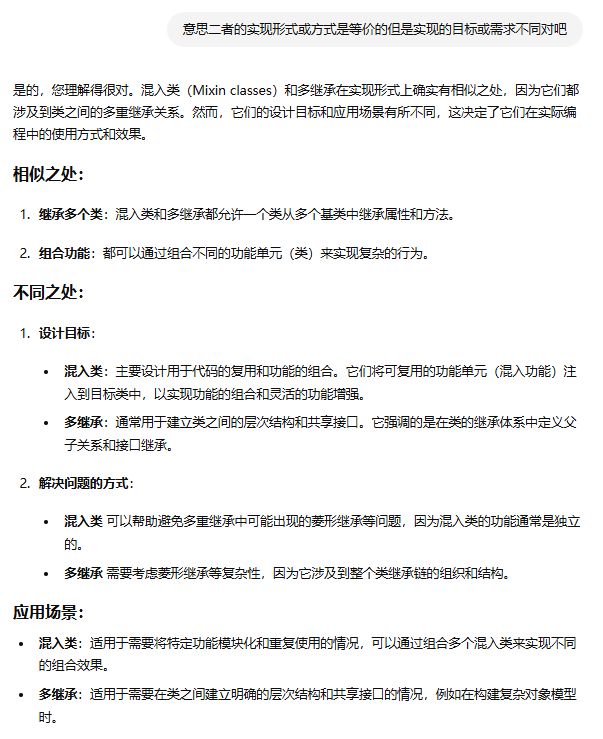 意思二者的实现形式或方式是等价的但是实现的目标或需求不同对吧
是的，您理解得很对。混入类（Mixin classes）和多继承在实现形式上确实有相似之处，因为它们都
涉及到类之间的多重继承关系。然而，它们的设计目标和应用场景有所不同，这决定了它们在实际编
程中的使用方式和效果。
相似之处：
1. 继承多个类：混入类和多继承都允许一个类从多个基类中继承属性和方法。
2. 组合功能：都可以通过组合不同的功能单元（类）来实现复杂的行为。
不同之处：
1. 设计目标：
• 混入类：主要设计用于代码的复用和功能的组合。它们将可复用的功能单元（混入功能）注
入到目标类中，以实现功能的组合和灵活的功能增强。
• 多继承：通常用于建立类之间的层次结构和共享接口。它强调的是在类的继承体系中定义父
子关系和接口继承。
2. 解决问题的方式：
• 混入类 可以帮助避免多重继承中可能出现的菱形继承等问题，因为混入类的功能通常是独立
的。
• 多继承 需要考虑菱形继承等复杂性，因为它涉及到整个类继承链的组织和结构。
应用场景：
• 混入类：适用于需要将特定功能模块化和重复使用的情况，可以通过组合多个混入类来实现不同
的组合效果。
• 多继承：适用于需要在类之间建立明确的层次结构和共享接口的情况，例如在构建复杂对象模型
时。